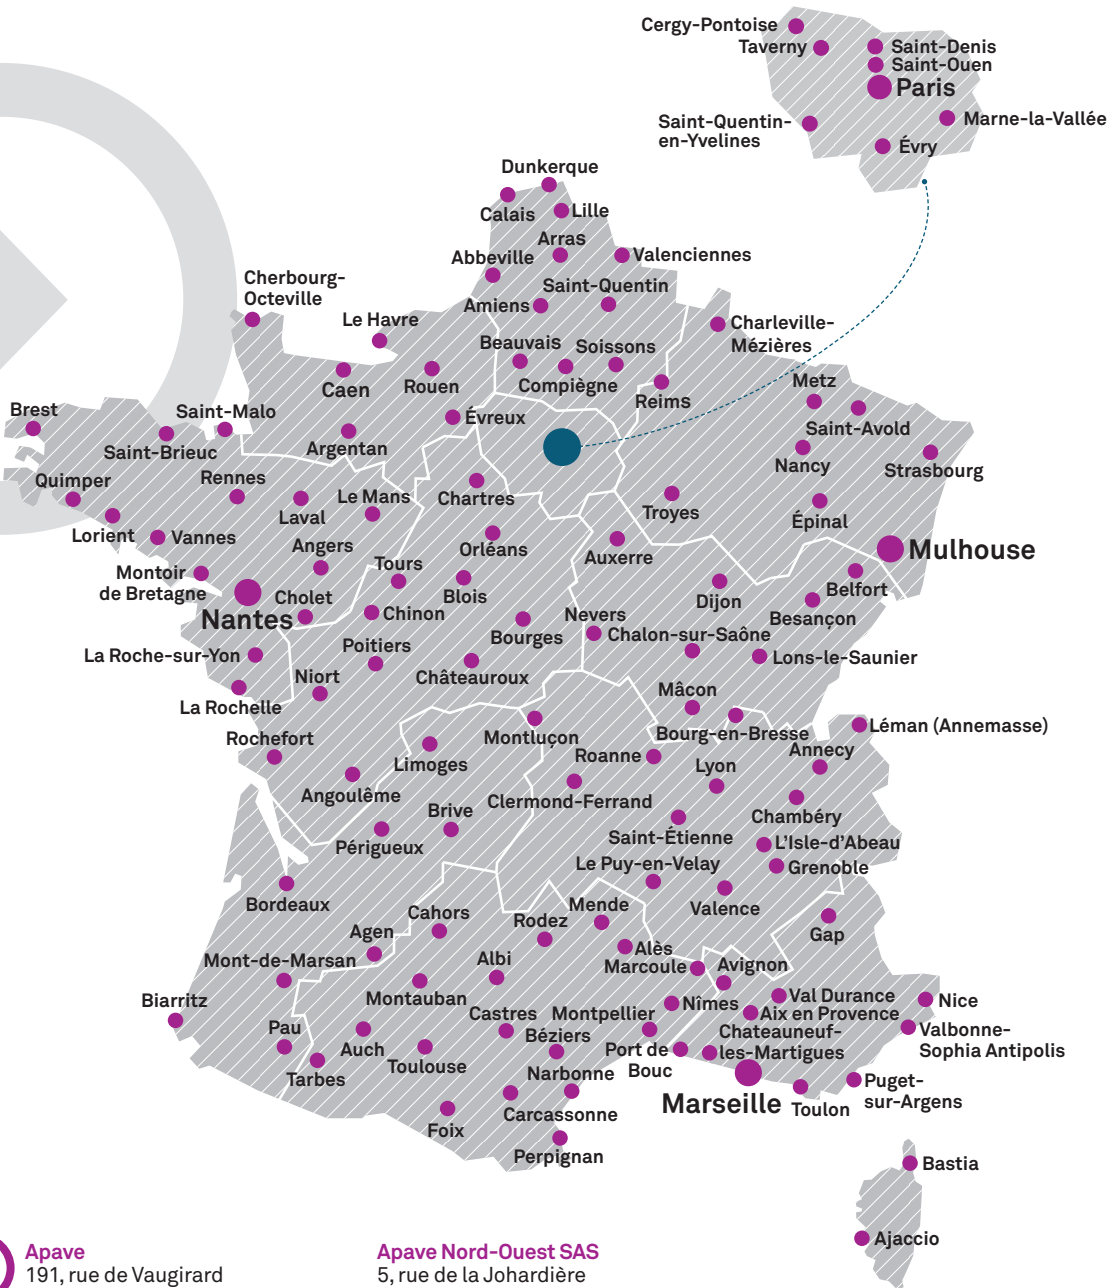 Cergy-Pontoise
Taverny
Saint-Denis
Saint-Ouen
Paris
Marne-la-Vallée
Saint-Quentin-
en-Yvelines
Évry
Dunkerque
Calais
Lille
Arras
Abbeville
Valenciennes
Cherbourg-
Octeville
Saint-Quentin
Amiens
Le Havre
Charleville-
Mézières
Beauvais
Soissons
Caen
Rouen
Compiègne
Reims
Metz
Brest
Saint-Malo
Évreux
Saint-Avold
Saint-Brieuc
Argentan
Nancy
Strasbourg
Quimper
Rennes
Le Mans
Chartres
Laval
Troyes
Épinal
Lorient
Vannes
Angers
Orléans
Auxerre
Mulhouse
Tours
Montoir
de Bretagne
Cholet
Blois
Dijon
Belfort
Nantes
Chinon
Nevers
Besançon
Bourges
Chalon-sur-Saône
Poitiers
La Roche-sur-Yon
Lons-le-Saunier
Niort
Châteauroux
Mâcon
La Rochelle
Léman (Annemasse)
Rochefort
Montluçon
Bourg-en-Bresse
Annecy
Roanne
Limoges
Lyon
Angoulême
Clermond-Ferrand
Brive
Chambéry
Saint-Étienne
Périgueux
L'Isle-d'Abeau
Le Puy-en-Velay
Grenoble
Bordeaux
Valence
Cahors
Mende
Rodez
Agen
Gap
Alès
Mont-de-Marsan
Albi
Marcoule
Avignon
Montauban
Val Durance
Biarritz
Nîmes
Nice
Castres
Montpellier
Aix en Provence
Pau
Béziers
Chateauneuf-
les-Martigues
Valbonne-
Sophia Antipolis
Auch
Toulouse
Port de
Bouc
Tarbes
Narbonne
Marseille
Toulon
Puget-
sur-Argens
Carcassonne
Foix
Perpignan
Bastia
Ajaccio
Apave
191, rue de Vaugirard
Apave Nord-Ouest SAS
5, rue de la Johardière